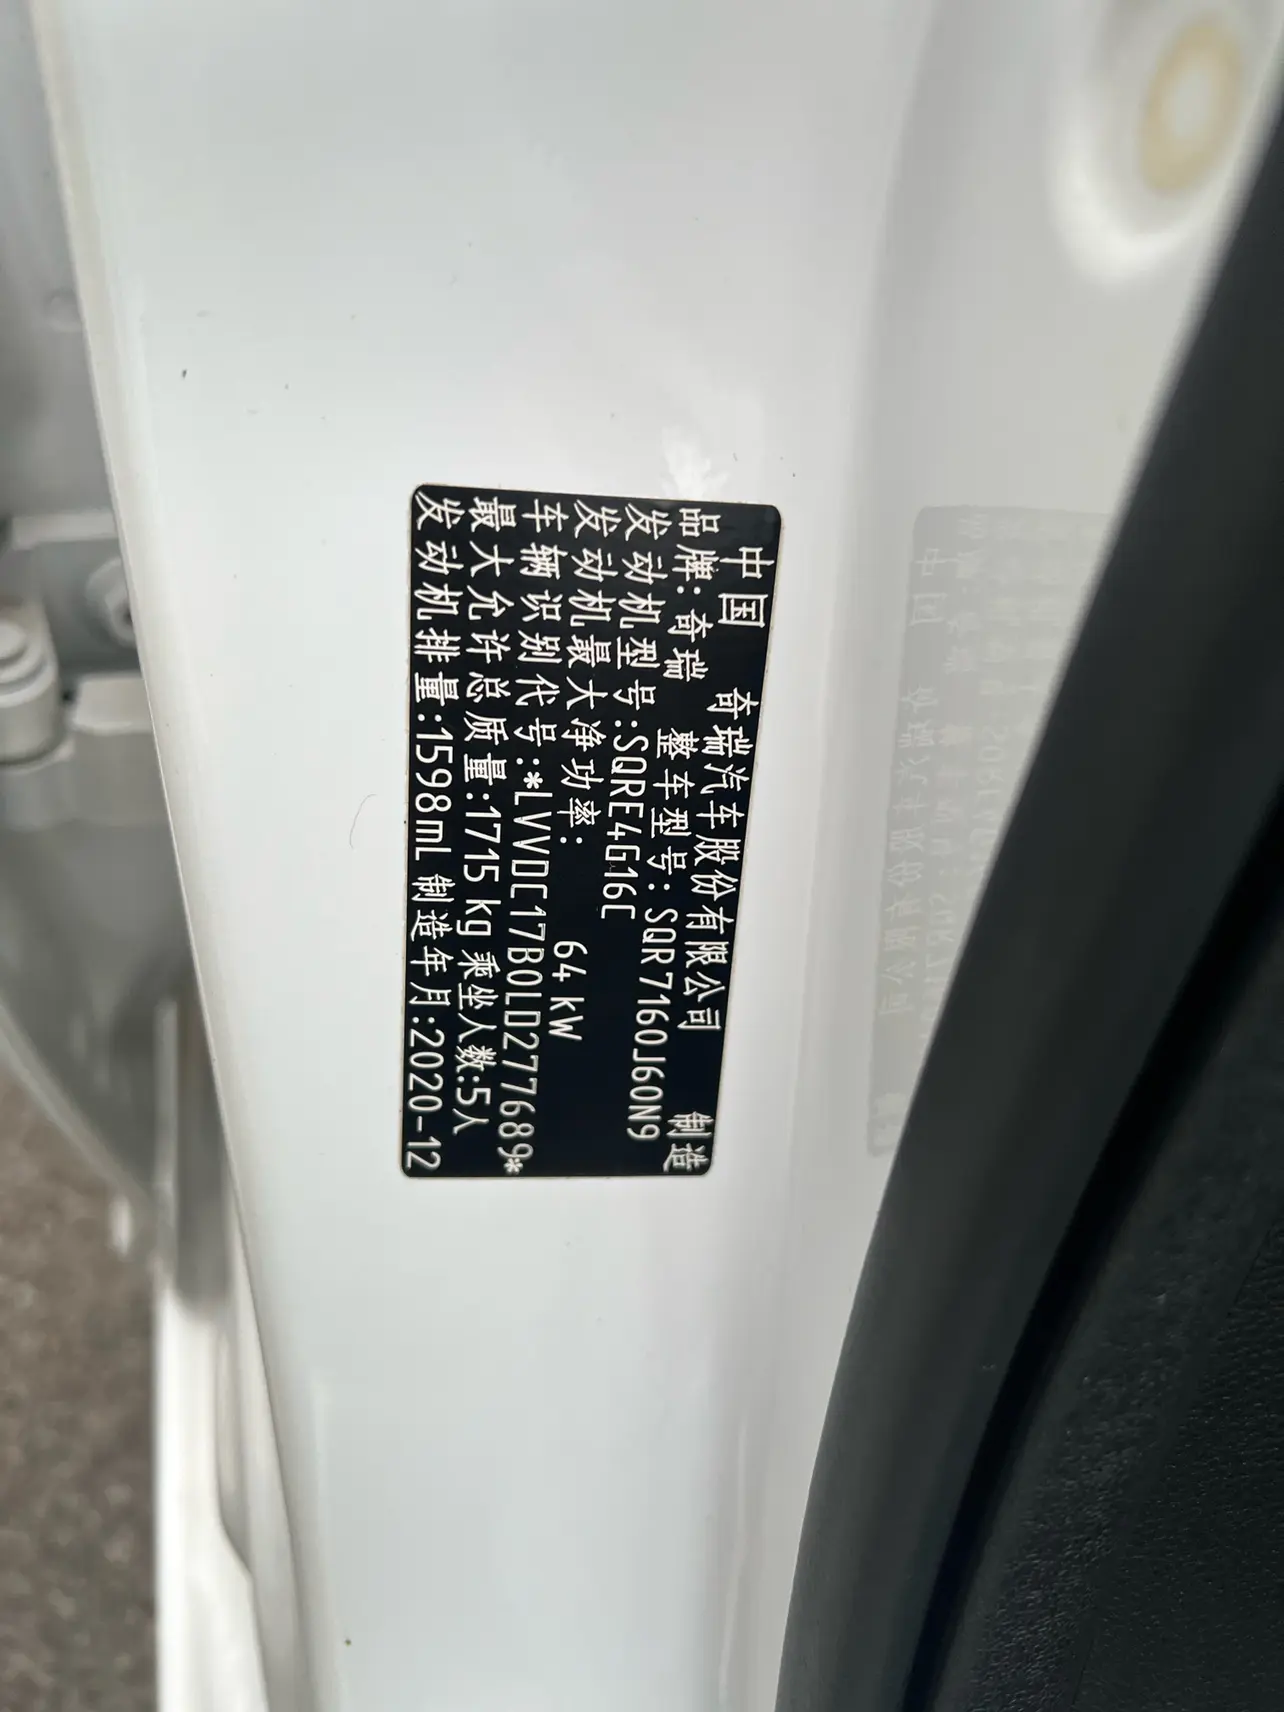 中国 奇瑞汽车股份有限公司 制造
品牌:奇瑞 整车型号:SQR7160J60N9
发动机型号:SQRE4G16C
发动机最大净功率: 64 kW
车辆识别代号:*LVVDC17B0LD277689*
最大允许总质量:1715 kg 乘坐人数:5人
发动机排量:1598mL 制造年月:2020-12